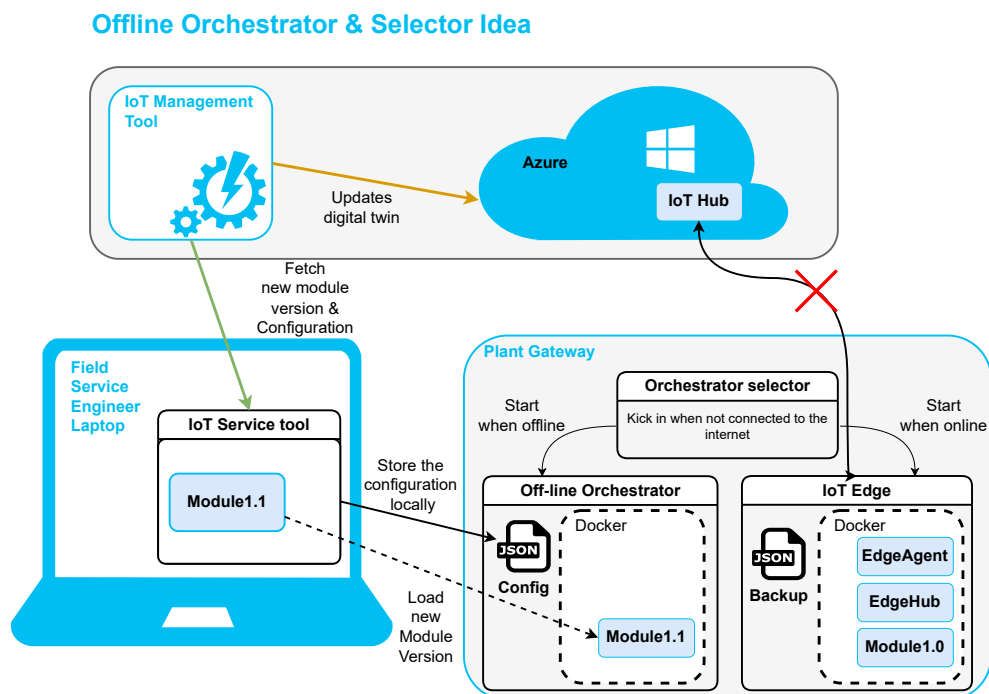 Offline Orchestrator & Selector Idea
IoT Management
Tool
Azure
IoT Hub
Updates
digital twin
Fetch
new module
version &
Configuration
Field
Service
Engineer
Laptop
IoT Service tool
Module1.1
Store the
configuration
locally
Load
new
Module
Version
Plant Gateway
Orchestrator selector
Kick in when not connected to the
internet
Start
when offline
Start
when online
Off-line Orchestrator
JSON
Config
Docker
Module1.1
IoT Edge
JSON
Backup
Docker
EdgeAgent
EdgeHub
Module1.0